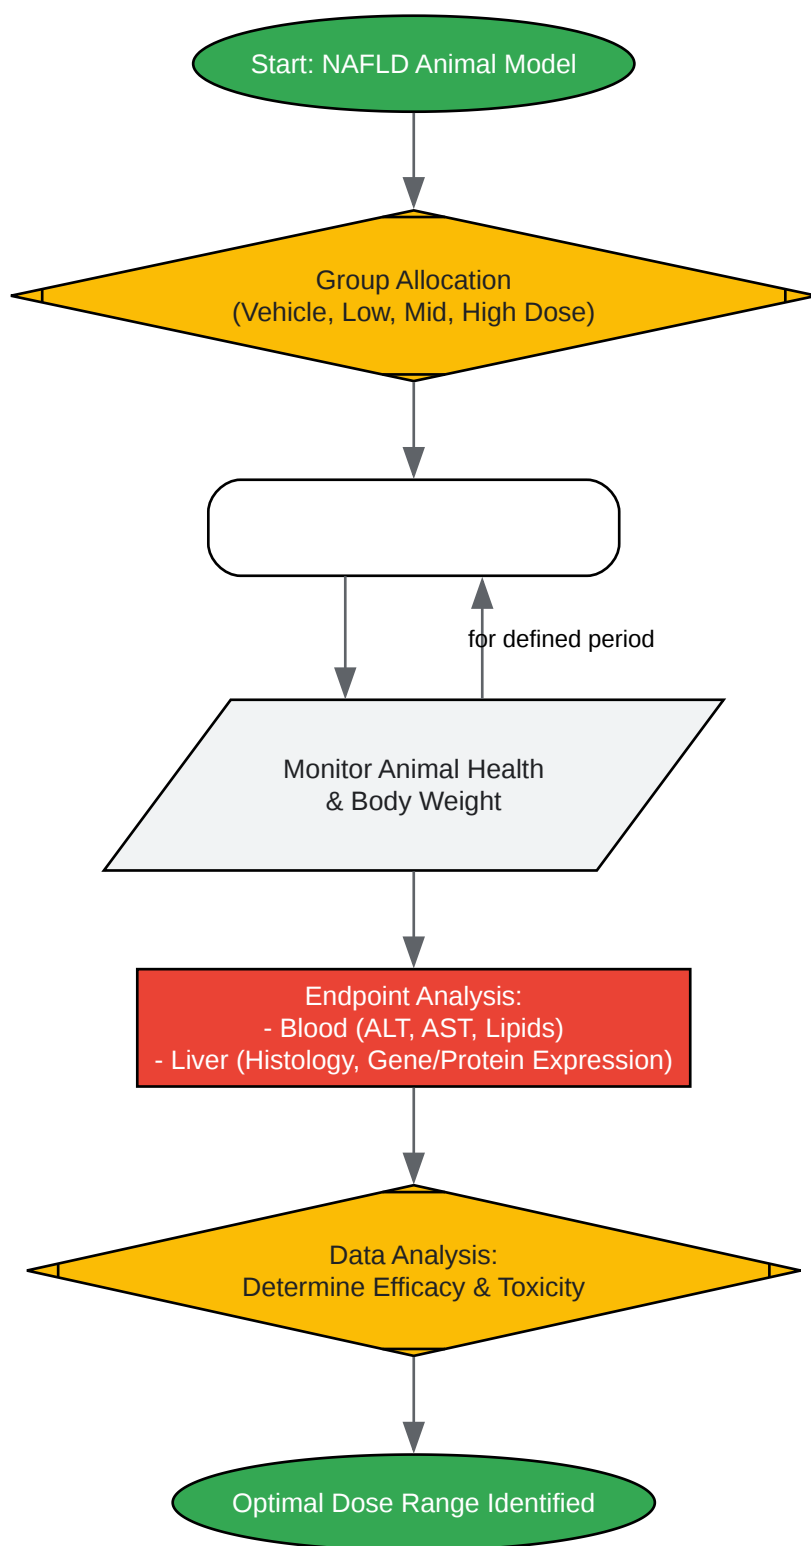 Start: NAFLD Animal Model
Group Allocation
(Vehicle, Low, Mid, High Dose)
for defined period
Monitor Animal Health
& Body Weight
Endpoint Analysis:
- Blood (ALT, AST, Lipids)
- Liver (Histology, Gene/Protein Expression)
Data Analysis:
Determine Efficacy & Toxicity
Optimal Dose Range Identified